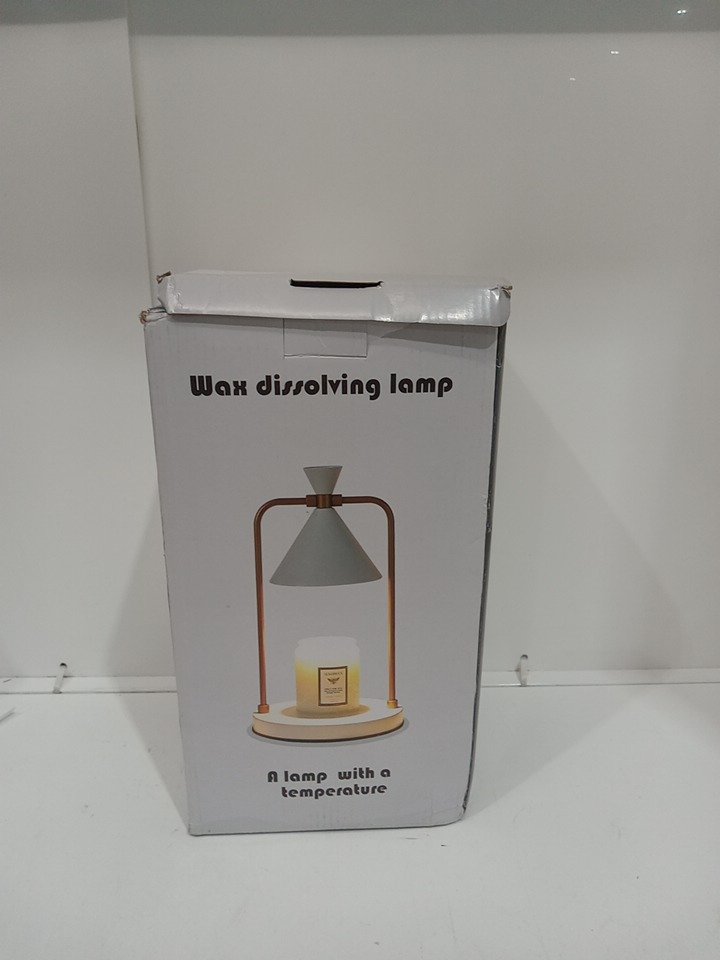 Wax dissolving lamp
A lamp with a
temperature